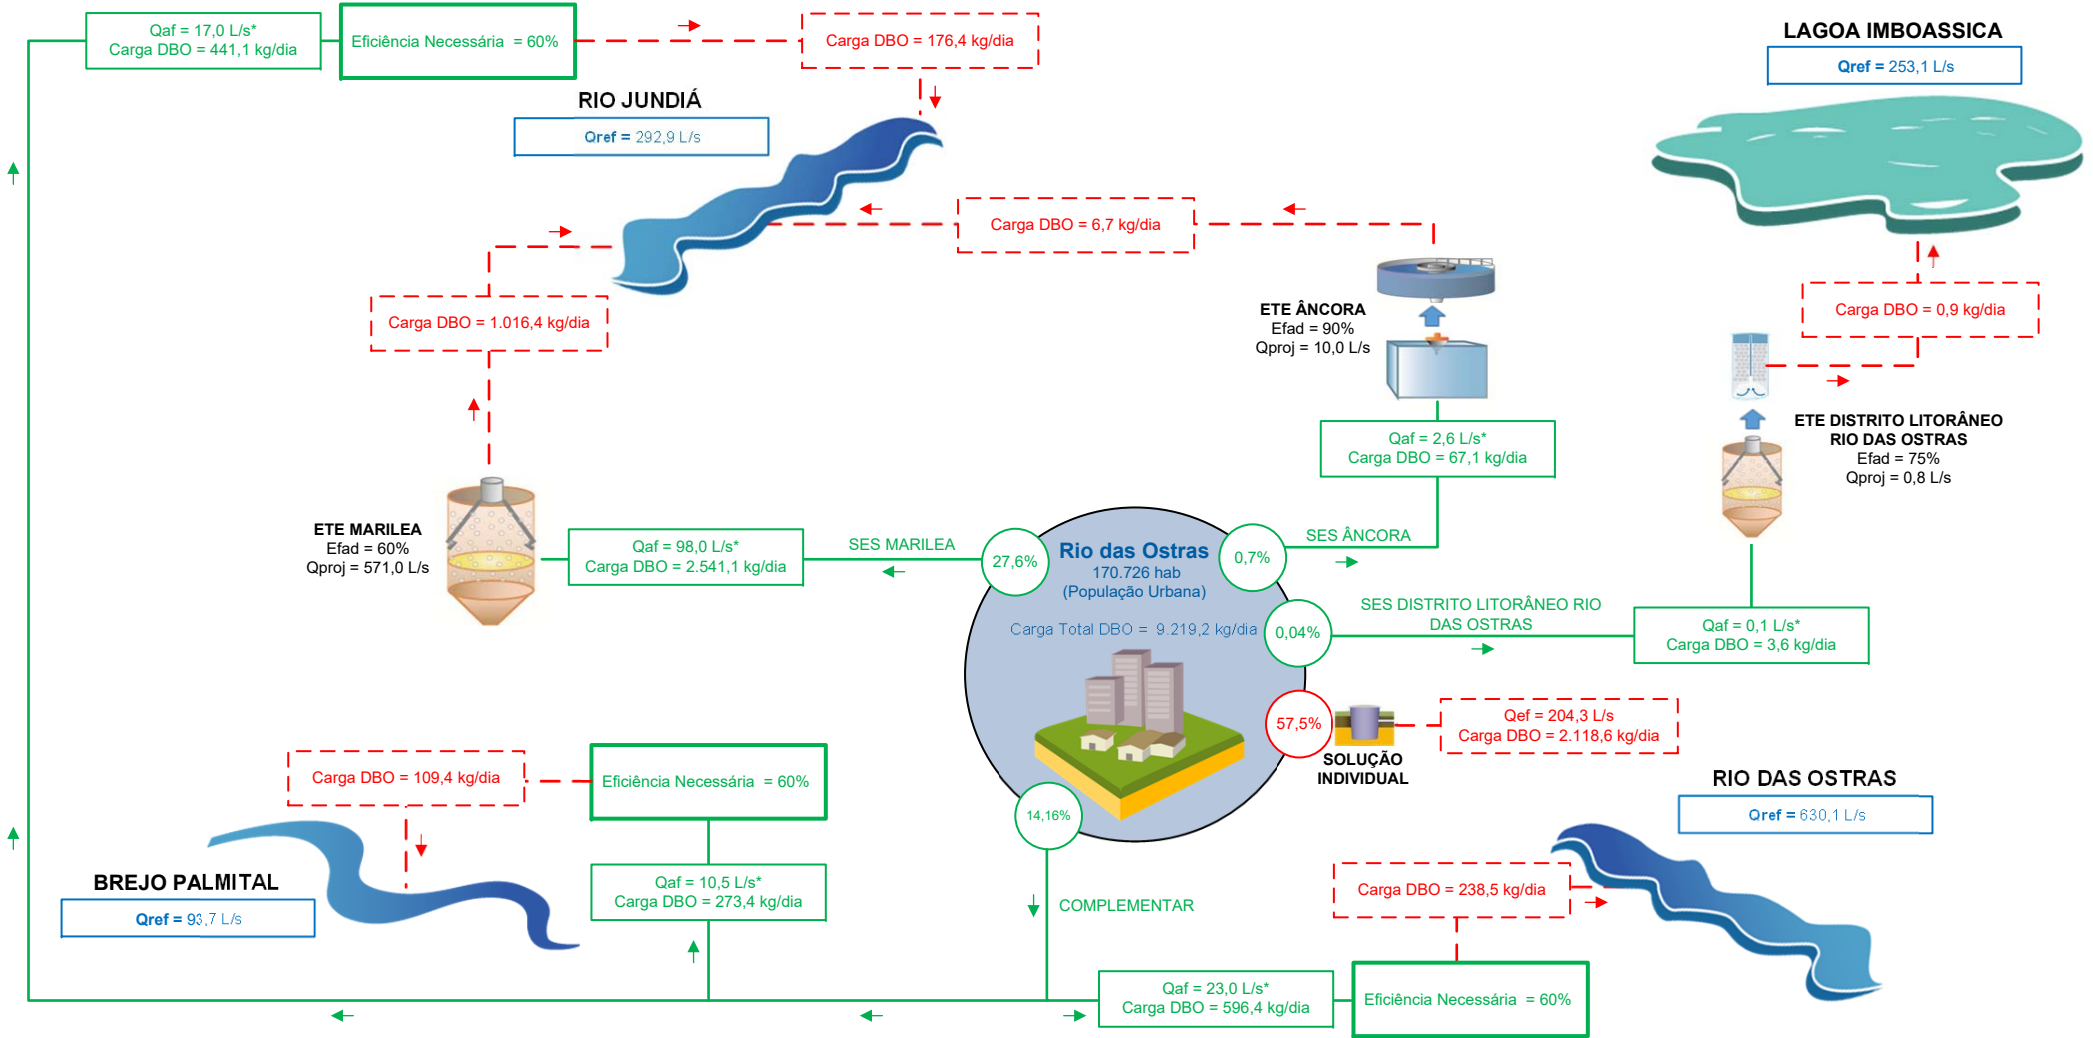 Qaf = 17,0 L/s*
Carga DBO = 441,1 kg/dia
Eficiência Necessária = 60%
Carga DBO = 176,4 kg/dia
LAGOA IMBOASSICA
Qref = 253,1 L/s
RIO JUNDIÁ
Qref = 292,9 L/s
Carga DBO = 6,7 kg/dia
Carga DBO = 1.016,4 kg/dia
ETE ÂNCORA
Efad = 90%
Qproj = 10,0 L/s
Carga DBO = 0,9 kg/dia
ETE DISTRITO LITORÂNEO
RIO DAS OSTRAS
Efad = 75%
Qproj = 0,8 L/s
Qaf = 2,6 L/s*
Carga DBO = 67,1 kg/dia
ETE MARILEA
Efad = 60%
Qproj = 571,0 L/s
Qaf = 98,0 L/s*
Carga DBO = 2.541,1 kg/dia
SES MARILEA
27,6%
Rio das Ostras
170.726 hab
(População Urbana)
Carga Total DBO = 9.219,2 kg/dia
0,7%
SES ÂNCORA
0,04%
SES DISTRITO LITORÂNEO RIO
DAS OSTRAS
Qaf = 0,1 L/s*
Carga DBO = 3,6 kg/dia
57,5%
SOLUÇÃO
INDIVIDUAL
Qef = 204,3 L/s
Carga DBO = 2.118,6 kg/dia
RIO DAS OSTRAS
Qref = 630,1 L/s
14,16%
COMPLEMENTAR
Carga DBO = 109,4 kg/dia
Eficiência Necessária = 60%
BREJO PALMITAL
Qref = 93,7 L/s
Qaf = 10,5 L/s*
Carga DBO = 273,4 kg/dia
Carga DBO = 238,5 kg/dia
Qaf = 23,0 L/s*
Carga DBO = 596,4 kg/dia
Eficiência Necessária = 60%